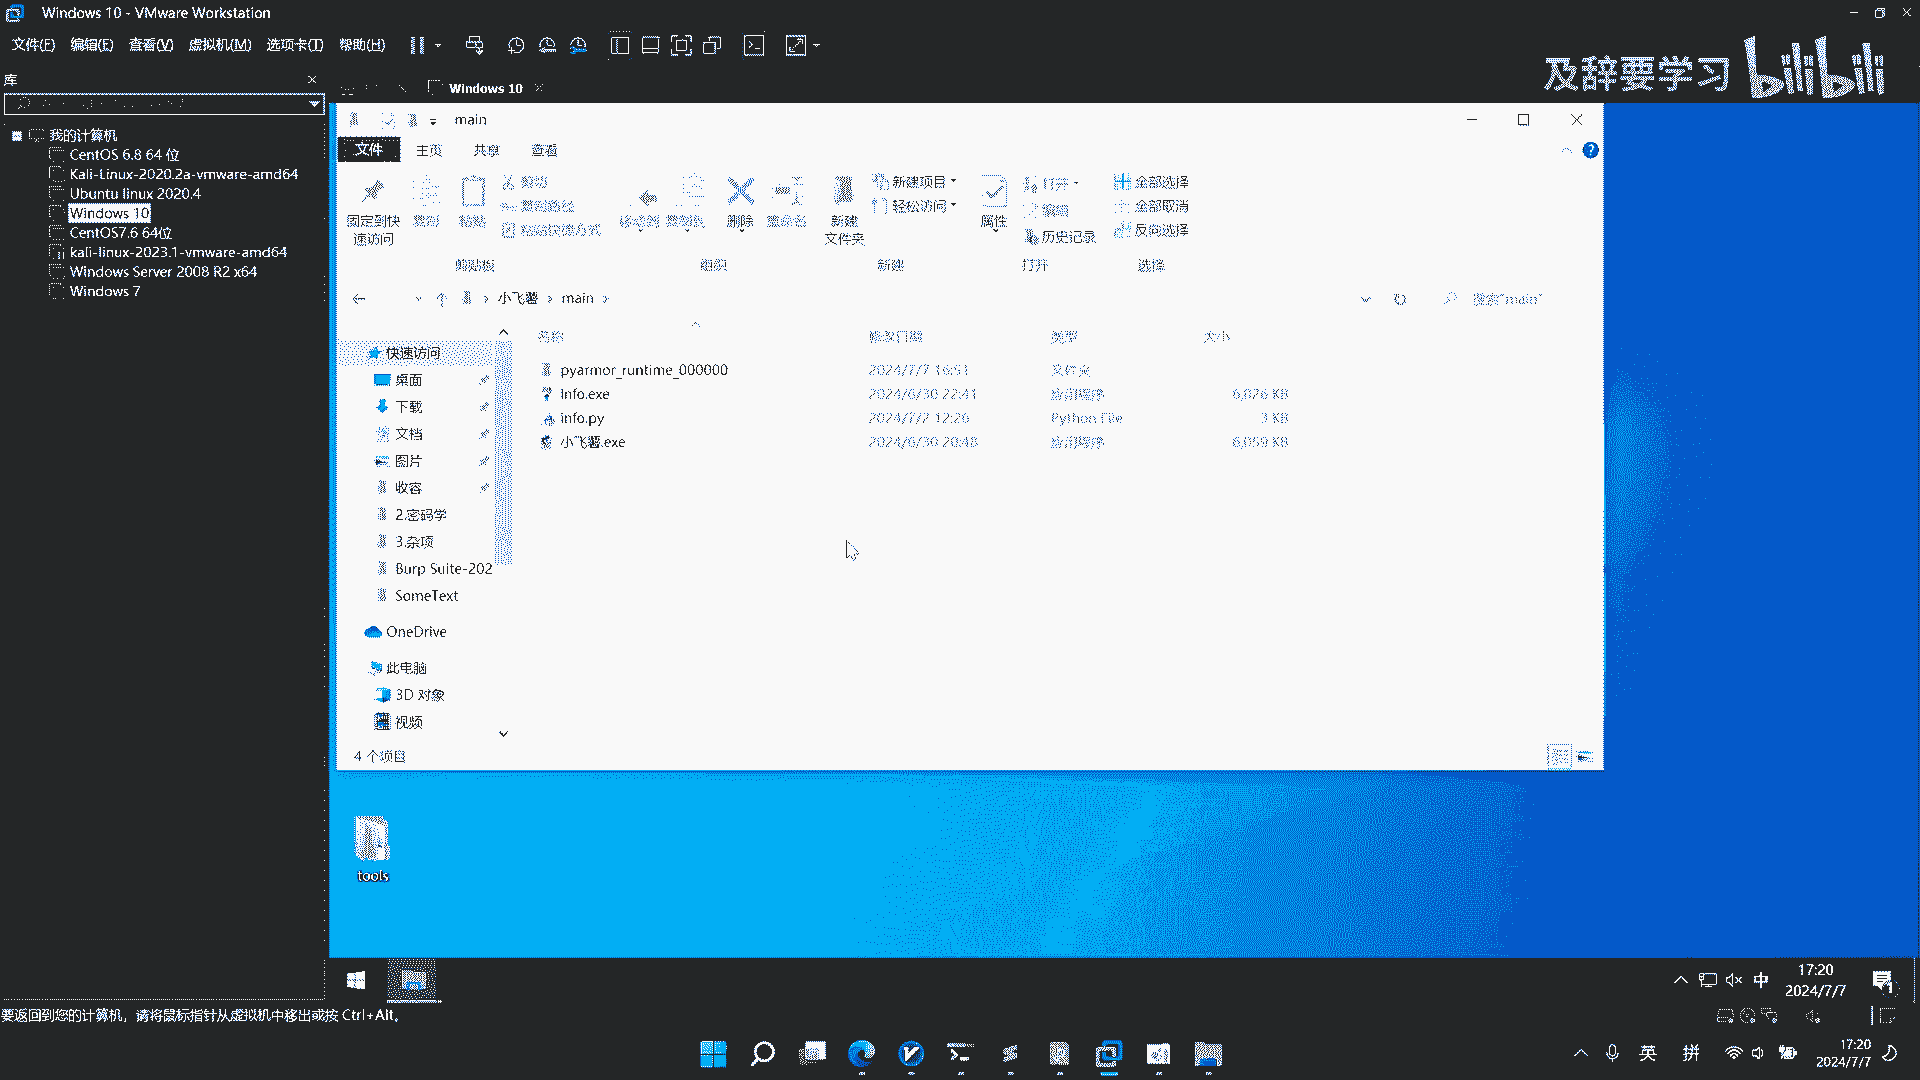 Windows 10 - VMware Workstation
文件(F) 编辑(E) 查看(V) 虚拟机(M) 选项卡(T) 帮助(H)
及辞要学习 bilibili
库
Windows 10
我的计算机
CentOS 6.8 64 位
Kali-Linux-2020.2a-vmware-amd64
Ubuntu linux 2020.4
Windows 10
CentOS7.6 64位
kali-linux-2023.1-vmware-amd64
Windows Server 2008 R2 x64
Windows 7
main
文件 主页 共享 查看
固定到快速访问 复制 粘贴 剪切
复制路径
粘贴快捷方式
移动到 复制到 删除 重命名
新建文件夹
新建项目
轻松访问
属性 打开
编辑
历史记录
全部选择
全部取消
反向选择
剪贴板 组织 新建 打开 选择
小飞薯 main
搜索"main"
名称 修改日期 类型 大小
pyarmor_runtime_000000 2024/7/7 16:51 文件夹
info.exe 2024/6/30 22:41 应用程序 6,026 KB
info.py 2024/7/7 12:26 Python File 3 KB
小飞薯.exe 2024/6/30 20:48 应用程序 6,059 KB
快速访问
桌面
下载
文档
图片
收容
2.密码学
3.杂项
Burp Suite-202
SomeText
OneDrive
此电脑
3D 对象
视频
4 个项目
tools
中
17:20
2024/7/7
1
要返回到您的计算机，请将鼠标指针从虚拟机中移出或按 Ctrl+Alt。
英 拼
17:20
2024/7/7